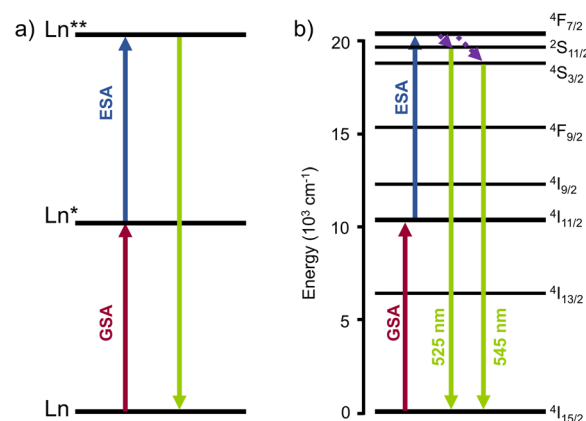 a)
Ln**
ESA
Ln*
GSA
Ln
b)
Energy (10³ cm⁻¹)
20
15
10
5
0
ESA
GSA
525 nm
545 nm
⁴F₇/₂
²S₁₁/₂
⁴S₃/₂
⁴F₉/₂
⁴I₉/₂
⁴I₁₁/₂
⁴I₁₃/₂
⁴I₁₅/₂